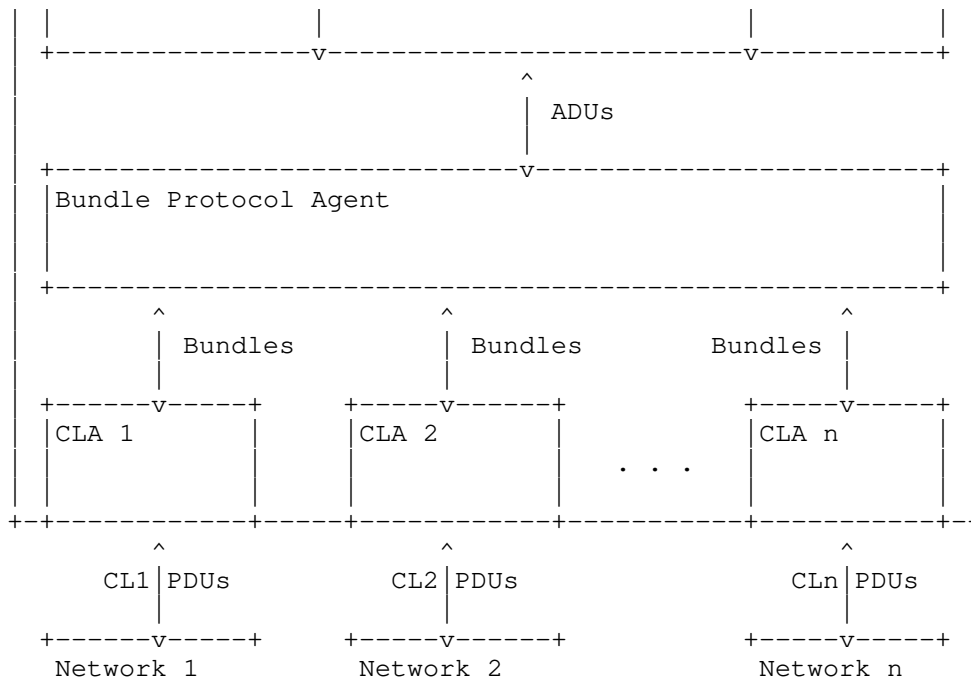 ADUs
Bundle Protocol Agent
Bundles Bundles Bundles
CLA 1 CLA 2 CLA n
. . .
CL1 PDUs CL2 PDUs CLn PDUs
Network 1 Network 2 Network n